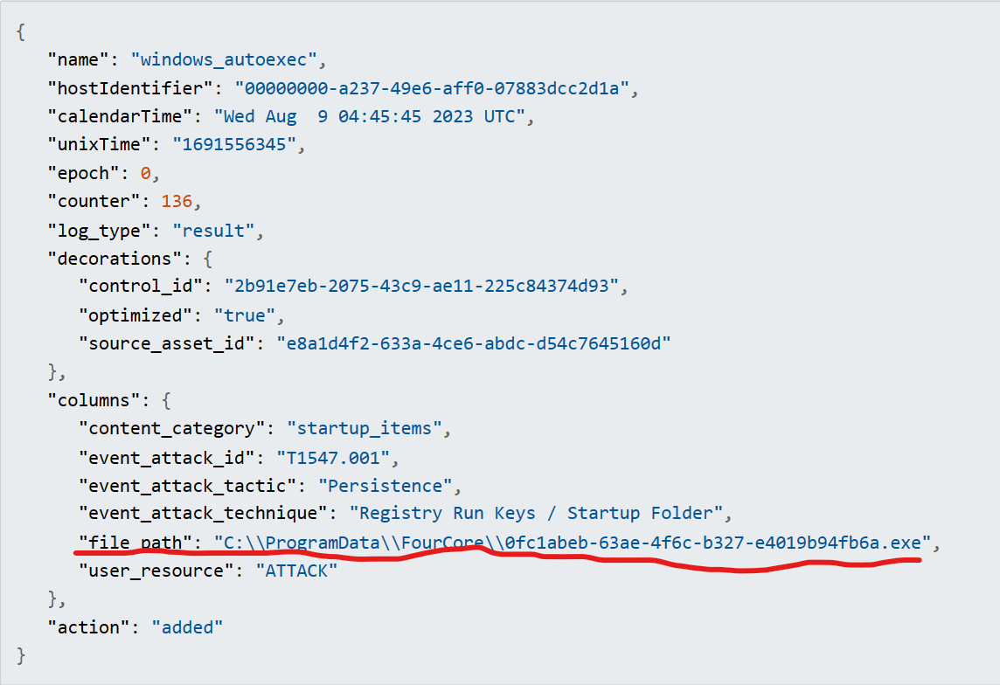 {
"name": "windows_autoexec",
"hostIdentifier": "00000000-a237-49e6-aff0-07883dcc2d1a",
"calendarTime": "Wed Aug  9 04:45:45 2023 UTC",
"unixTime": "1691556345",
"epoch": 0,
"counter": 136,
"log_type": "result",
"decorations": {
"control_id": "2b91e7eb-2075-43c9-ae11-225c84374d93",
"optimized": "true",
"source_asset_id": "e8a1d4f2-633a-4ce6-abdc-d54c7645160d"
},
"columns": {
"content_category": "startup_items",
"event_attack_id": "T1547.001",
"event_attack_tactic": "Persistence",
"event_attack_technique": "Registry Run Keys / Startup Folder",
"file_path": "C:\\ProgramData\\FourCore\\0fc1abeb-63ae-4f6c-b327-e4019b94fb6a.exe",
"user_resource": "ATTACK"
},
"action": "added"
}